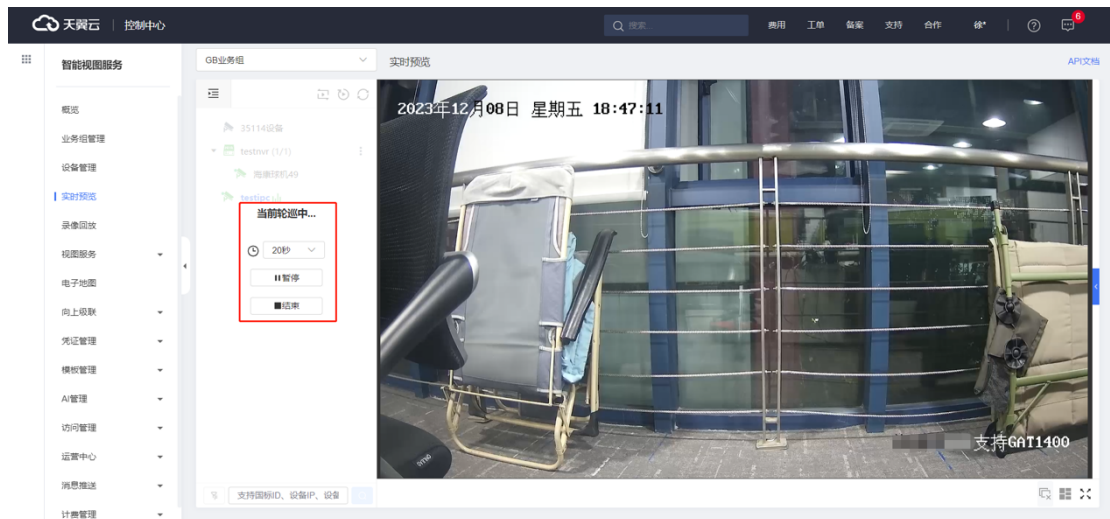 天翼云 控制中心 搜索... 费用 工单 备案 支持 合作 徐* 6
智能视图服务
概览
业务组管理
设备管理
实时预览
录像回放
视图服务
电子地图
向上级联
凭证管理
模板管理
AI管理
访问管理
运营中心
消息推送
计费管理
GB业务组
35114设备
testnvr (1/1)
海康球机49
testipc
当前轮巡中...
20秒
暂停
结束
支持国标ID、设备IP、设备
实时预览 API文档
2023年12月08日 星期五 18:47:11
支持GAT1400